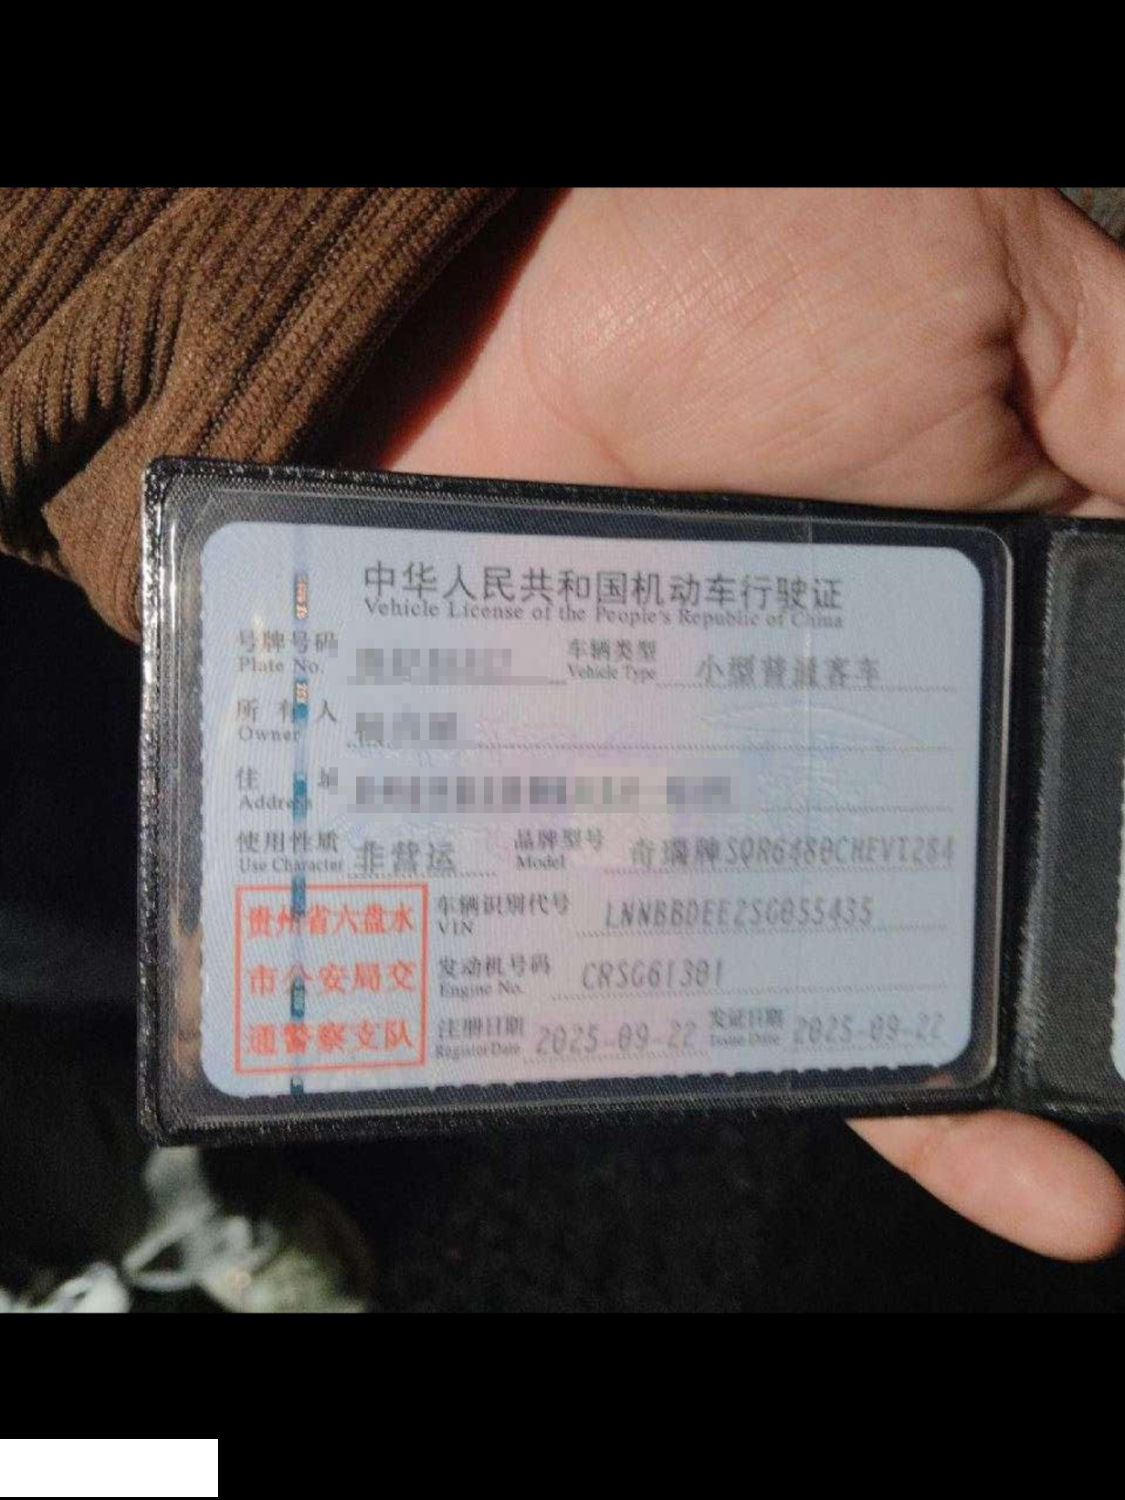 中华人民共和国机动车行驶证
Vehicle License of the People's Republic of China
号牌号码 车辆类型 小型普通客车
Plate No. Vehicle Type
所有人
Owner
住 址
Address
使用性质 非营运 品牌型号 奇瑞牌SQR6480CHEVT284
Use Character Model
贵州省六盘水
市公安局交
通警察支队
车辆识别代号 LNNBBDEE2SG055435
VIN
发动机号码 CRSG61301
Engine No.
注册日期 2025-09-22 发证日期 2025-09-22
Register Date Issue Date